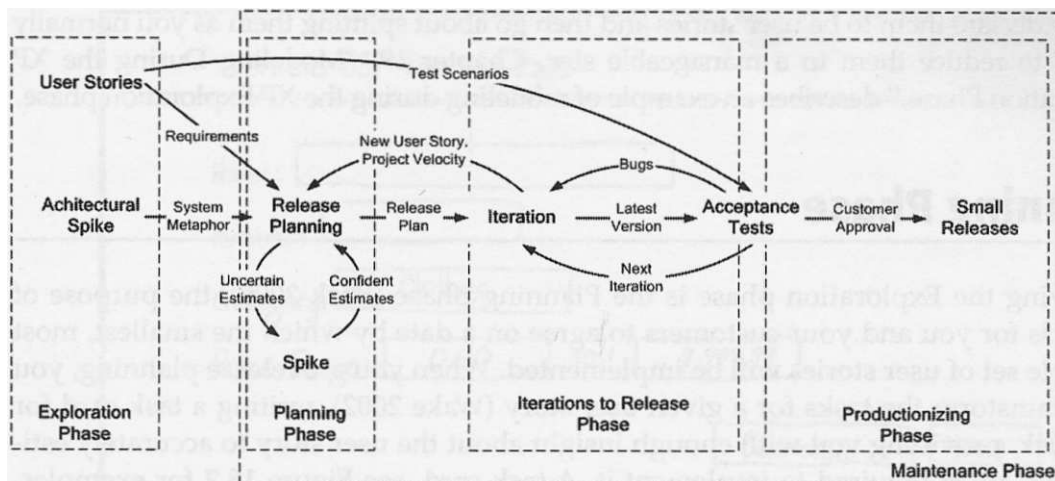 User Stories
Test Scenarios
Requirements
New User Story,
Project Velocity
Bugs
Achitectural
Spike
System
Metaphor
Release
Planning
Release
Plan
Iteration
Latest
Version
Acceptance
Tests
Customer
Approval
Small
Releases
Uncertain
Estimates
Confident
Estimates
Next
Iteration
Spike
Exploration
Phase
Planning
Phase
Iterations to Release
Phase
Productionizing
Phase
Maintenance Phase